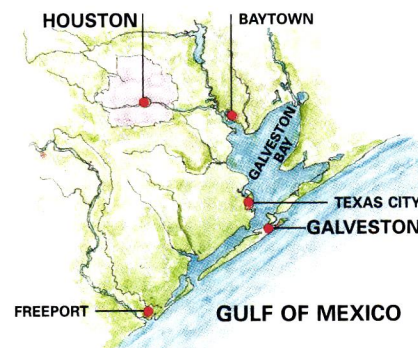 HOUSTON
BAYTOWN
GALVESTON
BAY
TEXAS CITY
GALVESTON
FREEPORT
GULF OF MEXICO